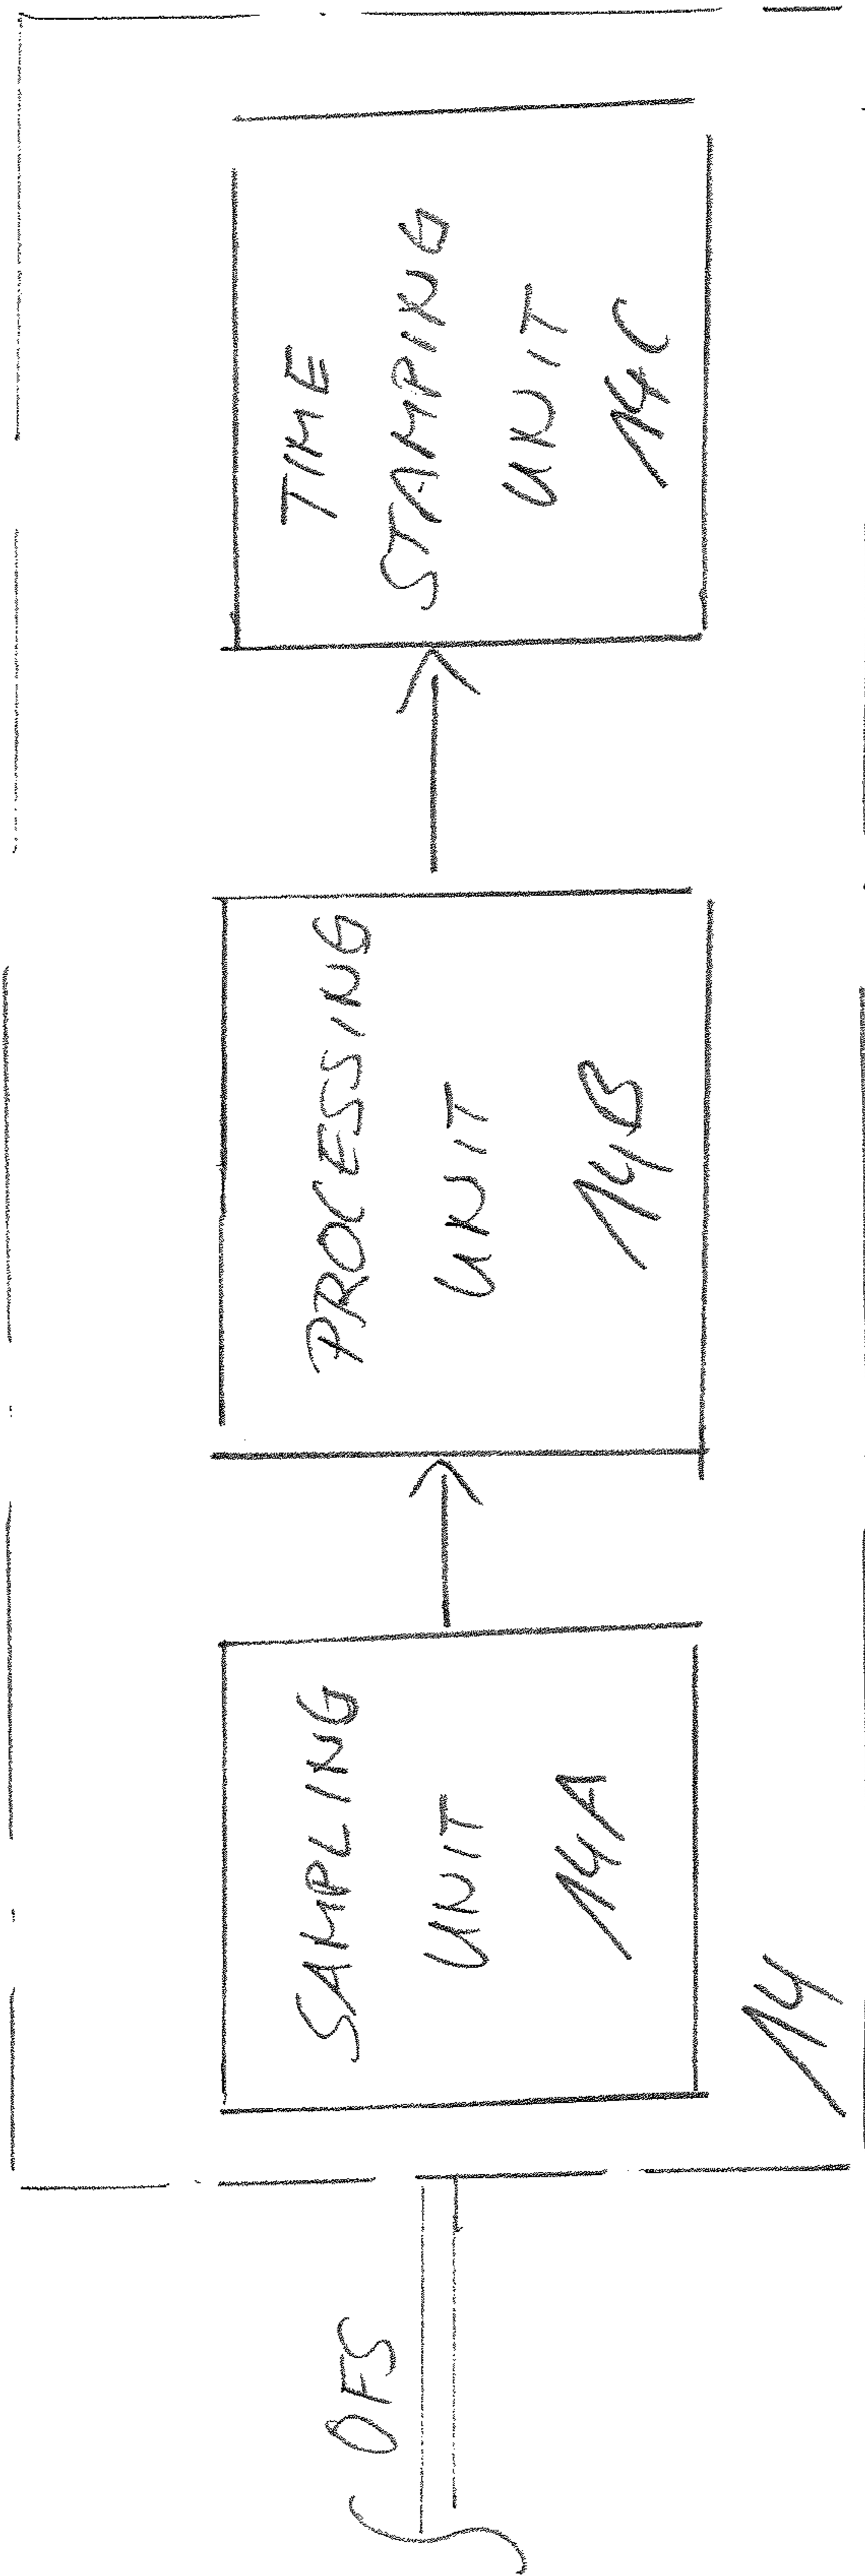 OFS
SAMPLING
UNIT
14A
PROCESSING
UNIT
14B
TIME
STAMPING
UNIT
14C
14